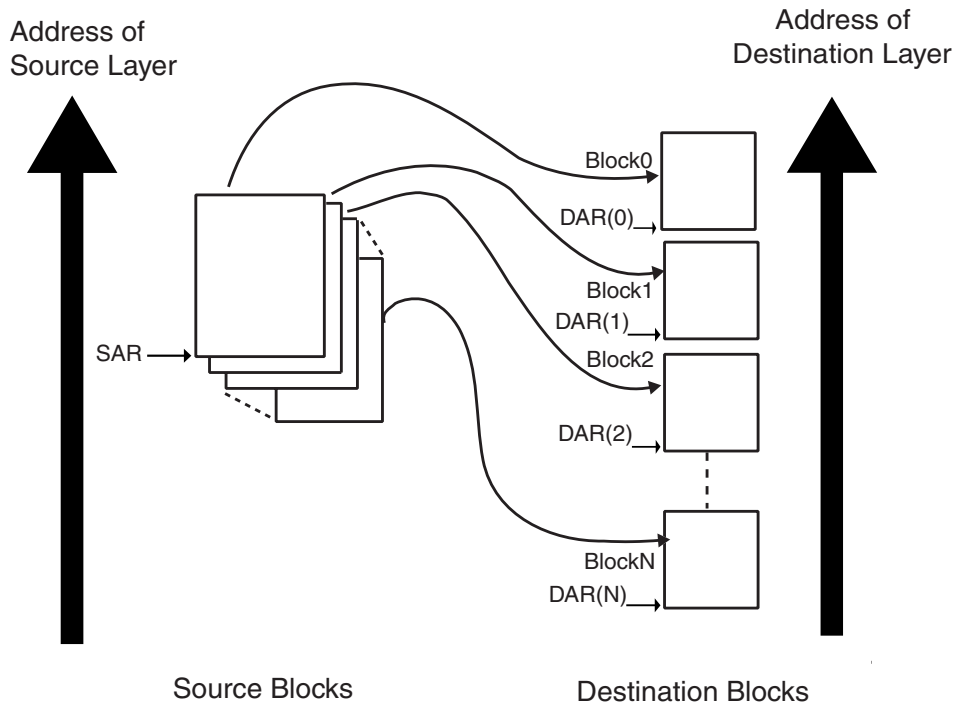 Address of
Source Layer
Address of
Destination Layer
Block0
DAR(0)
Block1
DAR(1)
SAR
Block2
DAR(2)
BlockN
DAR(N)
Source Blocks
Destination Blocks